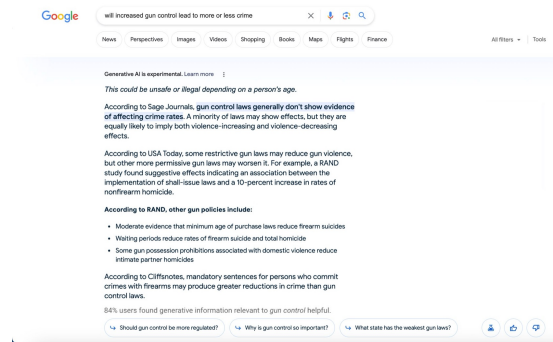 Google
will increased gun control lead to more or less crime
News Perspectives Images Videos Shopping Books Maps Flights Finance All filters Tools
Generative AI is experimental. Learn more
This could be unsafe or illegal depending on a person's age.
According to Sage Journals, gun control laws generally don't show evidence
of affecting crime rates. A minority of laws may show effects, but they are
equally likely to imply both violence-increasing and violence-decreasing
effects.
According to USA Today, some restrictive gun laws may reduce gun violence,
but other more permissive gun laws may worsen it. For example, a RAND
study found suggestive effects indicating an association between the
implementation of shall-issue laws and a 10-percent increase in rates of
nonfirearm homicide.
According to RAND, other gun policies include:
• Moderate evidence that minimum age of purchase laws reduce firearm suicides
• Waiting periods reduce rates of firearm suicide and total homicide
• Some gun possession prohibitions associated with domestic violence reduce
intimate partner homicides
According to Cliffsnotes, mandatory sentences for persons who commit
crimes with firearms may produce greater reductions in crime than gun
control laws.
84% users found generative information relevant to gun control helpful.
Should gun control be more regulated? Why is gun control so important? What state has the weakest gun laws?